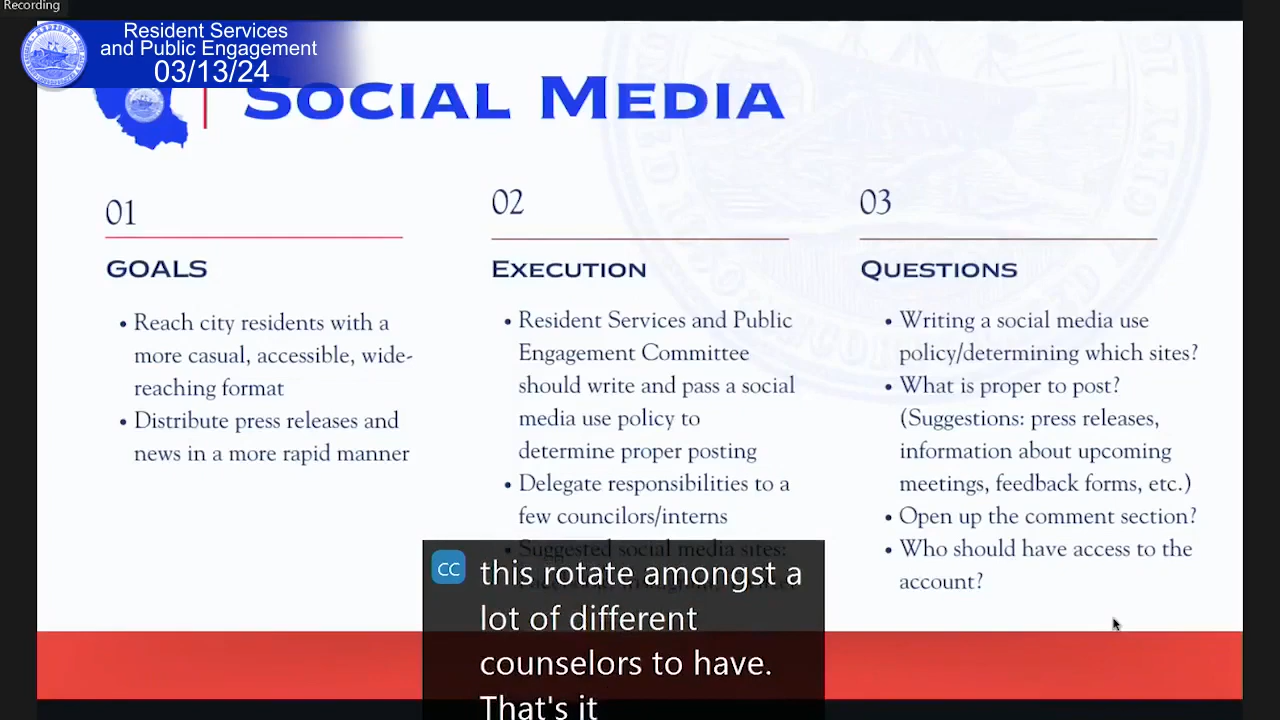 Recording
Resident Services
and Public Engagement
03/13/24
Social Media
01
GOALS
• Reach city residents with a
more casual, accessible, wide-
reaching format
• Distribute press releases and
news in a more rapid manner
02
Execution
• Resident Services and Public
Engagement Committee
should write and pass a social
media use policy to
determine proper posting
• Delegate responsibilities to a
few councilors/interns
• Suggested social media sites:
03
Questions
• Writing a social media use
policy/determining which sites?
• What is proper to post?
(Suggestions: press releases,
information about upcoming
meetings, feedback forms, etc.)
• Open up the comment section?
• Who should have access to the
account?
CC
this rotate amongst a
lot of different
counselors to have.
That's it